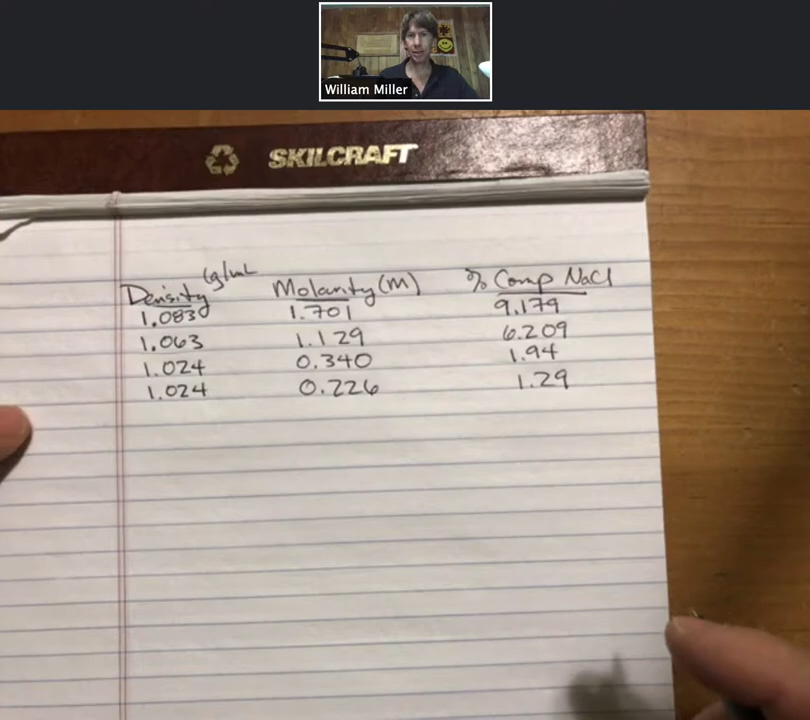 William Miller
SKILCRAFT
Density (g/mL Molarity (M) % Comp NaCl
1.083 1.701 9.179
1.063 1.129 6.209
1.024 0.340 1.94
1.024 0.226 1.29